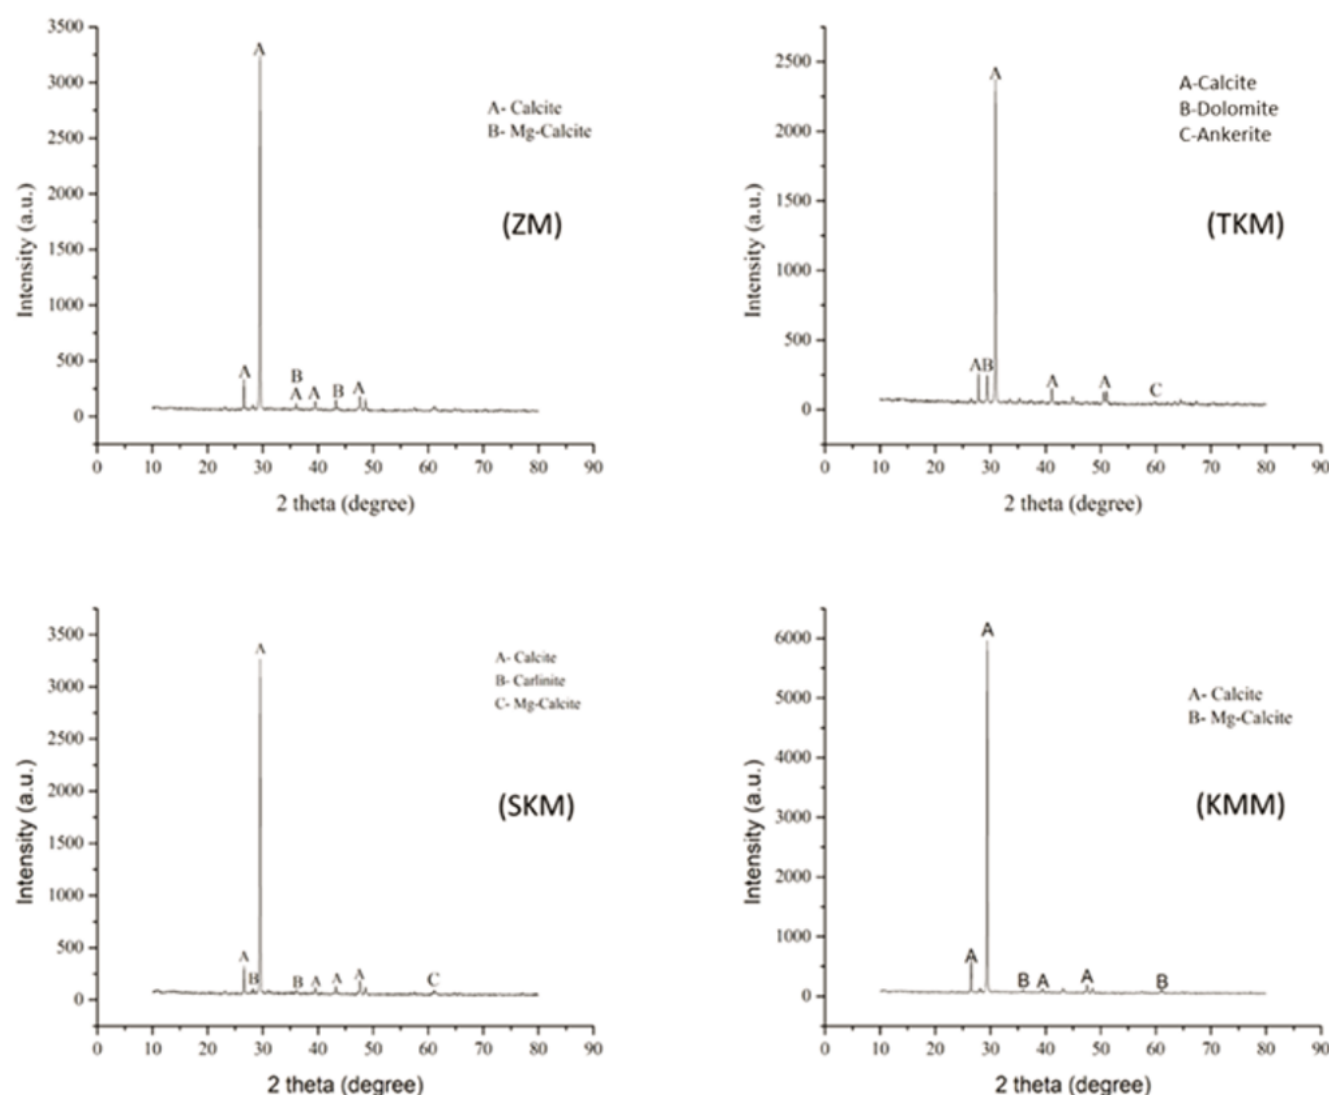 3500
3000
2500
2000
1500
1000
500
0
Intensity (a.u.)
A
A
B
A
A
B
A
A- Calcite
B- Mg-Calcite
(ZM)
0 10 20 30 40 50 60 70 80 90
2 theta (degree)
2500
2000
1500
1000
500
0
Intensity (a.u.)
A
A B
A
A
C
A-Calcite
B-Dolomite
C-Ankerite
(TKM)
0 10 20 30 40 50 60 70 80 90
2 theta (degree)
3500
3000
2500
2000
1500
1000
500
0
Intensity (a.u.)
A
A
B
B
A
A
A
C
A- Calcite
B- Carlinite
C- Mg-Calcite
(SKM)
0 10 20 30 40 50 60 70 80 90
2 theta (degree)
6000
5000
4000
3000
2000
1000
0
Intensity (a.u.)
A
A
B
A
A
B
A- Calcite
B- Mg-Calcite
(KMM)
0 10 20 30 40 50 60 70 80 90
2 theta (degree)